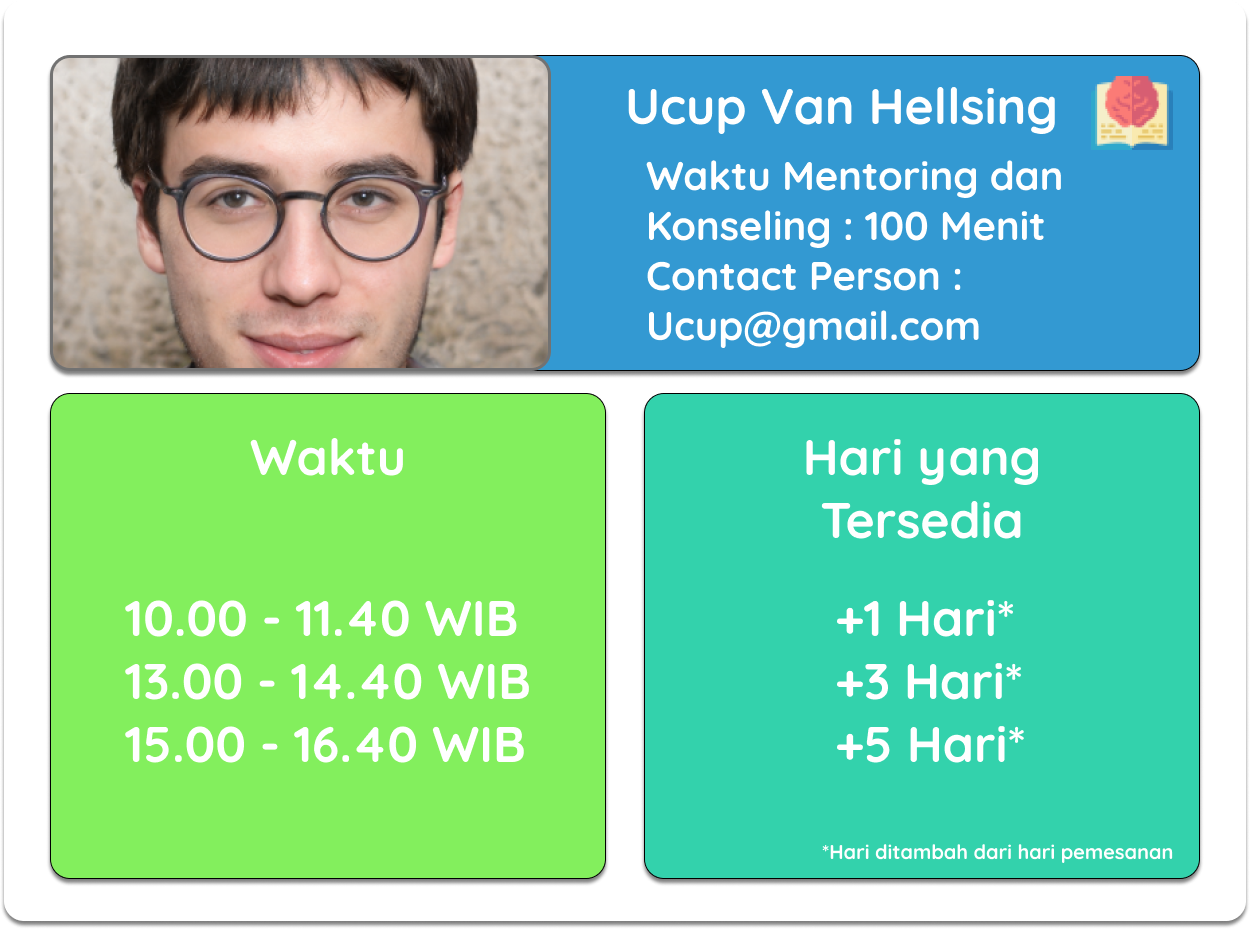 Ucup Van Hellsing
Waktu Mentoring dan
Konseling : 100 Menit
Contact Person :
Ucup@gmail.com
Waktu
10.00 - 11.40 WIB
13.00 - 14.40 WIB
15.00 - 16.40 WIB
Hari yang
Tersedia
+1 Hari*
+3 Hari*
+5 Hari*
*Hari ditambah dari hari pemesanan